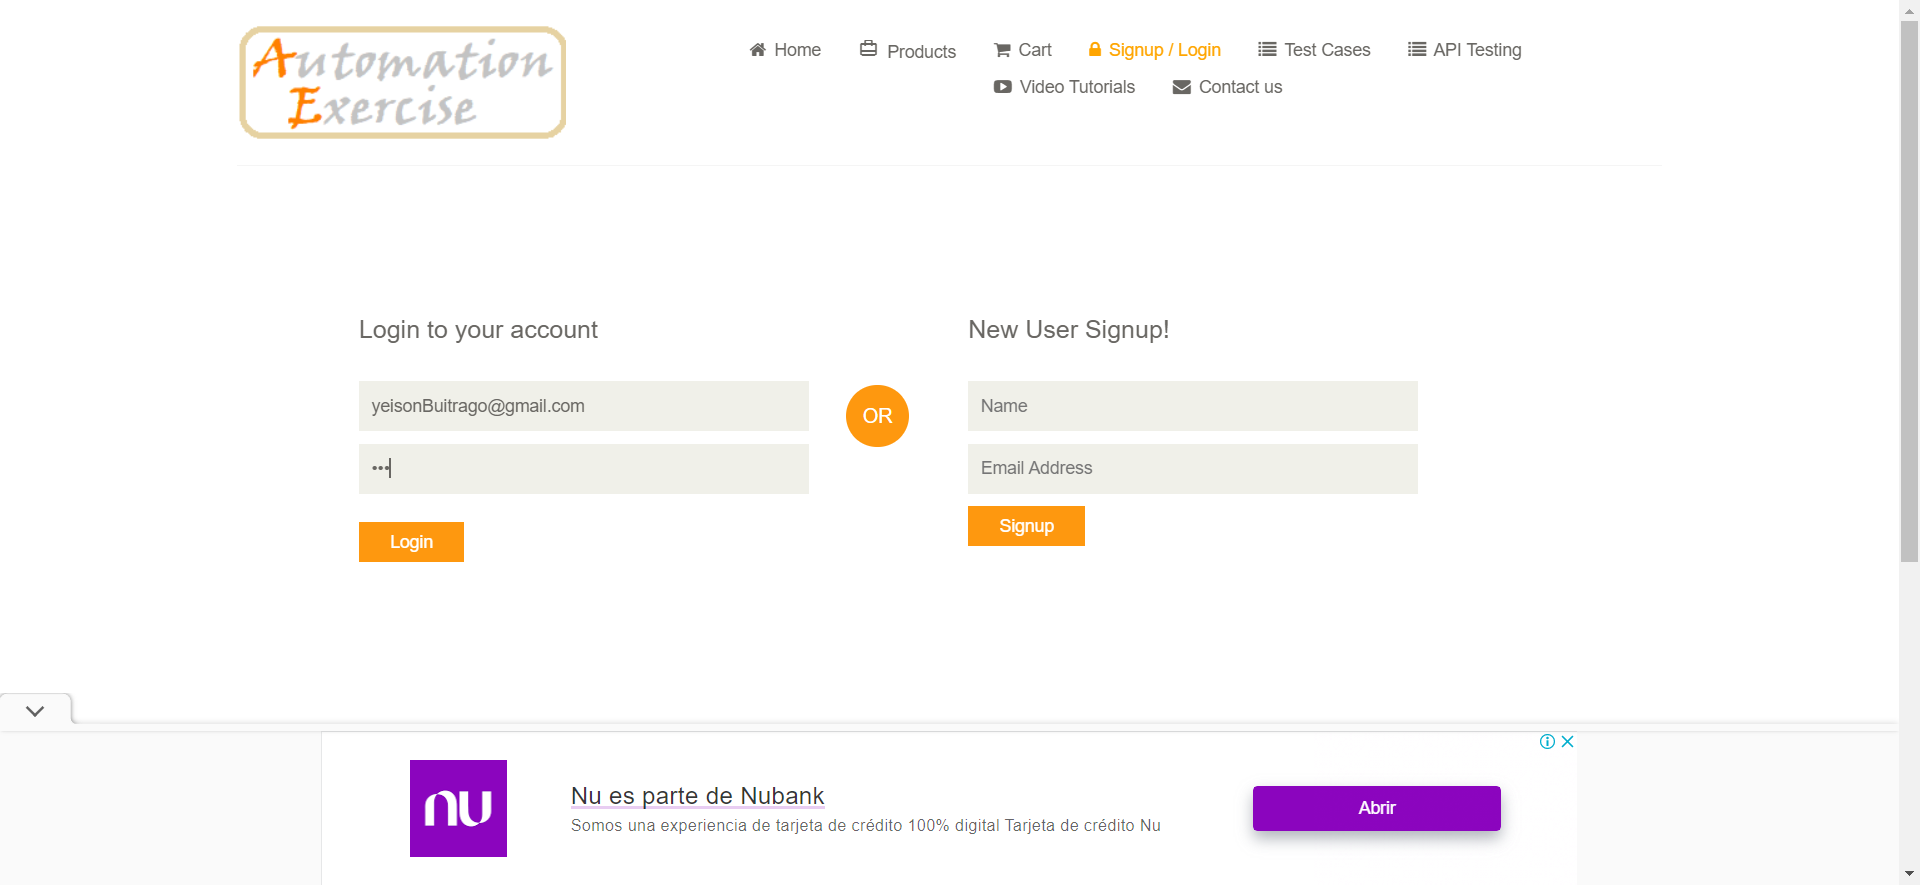 Automation
Exercise
Home
Products
Cart
Signup / Login
Test Cases
API Testing
Video Tutorials
Contact us
Login to your account
New User Signup!
yeisonBuitrago@gmail.com
•••
OR
Name
Email Address
Login
Signup
nu
Nu es parte de Nubank
Somos una experiencia de tarjeta de crédito 100% digital Tarjeta de crédito Nu
Abrir